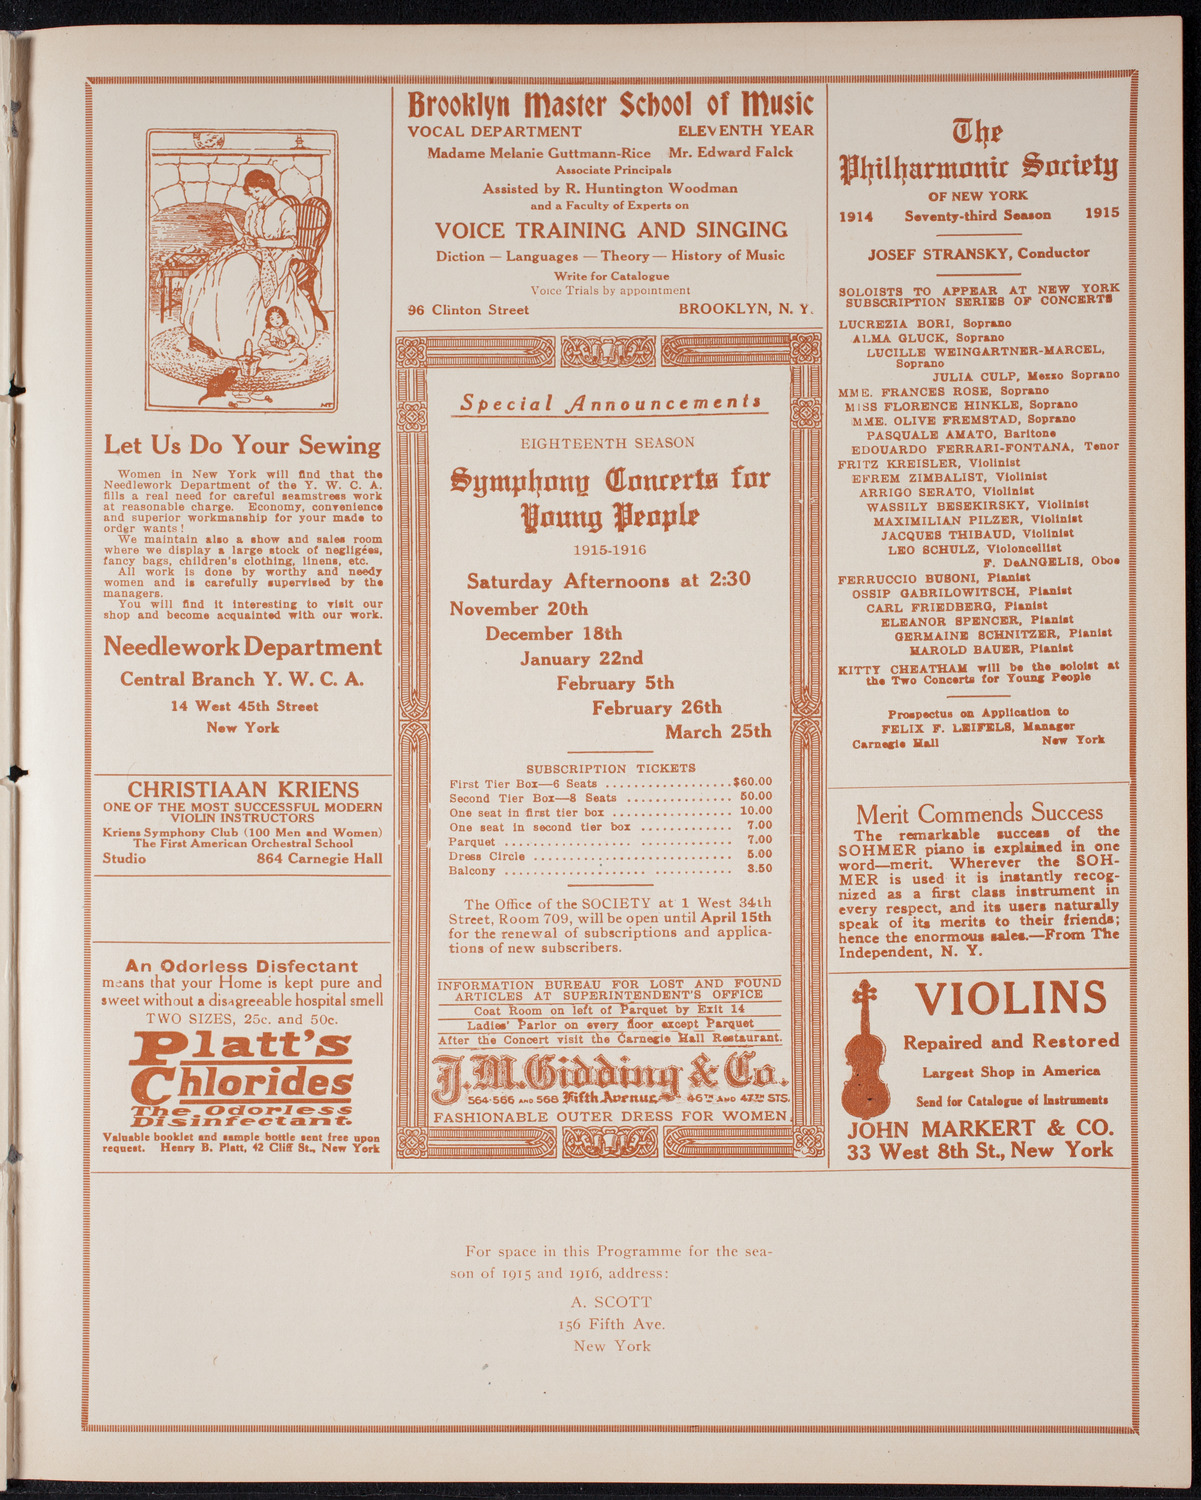 MT
Let Us Do Your Sewing
Women in New York will find that the
Needlework Department of the Y. W. C. A.
fills a real need for careful seamstress work
at reasonable charge. Economy, convenience
and superior workmanship for your made to
order wants!
We maintain also a show and sales room
where we display a large stock of negligées,
fancy bags, children's clothing, linens, etc.
All work is done by worthy and needy
women and is carefully supervised by the
managers.
You will find it interesting to visit our
shop and become acquainted with our work.
Needlework Department
Central Branch Y. W. C. A.
14 West 45th Street
New York
CHRISTIAAN KRIENS
ONE OF THE MOST SUCCESSFUL MODERN
VIOLIN INSTRUCTORS
Kriens Symphony Club (100 Men and Women)
The First American Orchestral School
Studio 864 Carnegie Hall
An Odorless Disfectant
means that your Home is kept pure and
sweet without a disagreeable hospital smell
TWO SIZES, 25c. and 50c.
Platt's
Chlorides
The Odorless
Disinfectant.
Valuable booklet and sample bottle sent free upon
request. Henry B. Platt, 42 Cliff St., New York
Brooklyn Master School of Music
VOCAL DEPARTMENT ELEVENTH YEAR
Madame Melanie Guttmann-Rice Mr. Edward Falck
Associate Principals
Assisted by R. Huntington Woodman
and a Faculty of Experts on
VOICE TRAINING AND SINGING
Diction — Languages — Theory — History of Music
Write for Catalogue
Voice Trials by appointment
96 Clinton Street BROOKLYN, N. Y.
Special Announcements
EIGHTEENTH SEASON
Symphony Concerts for
Young People
1915-1916
Saturday Afternoons at 2:30
November 20th
December 18th
January 22nd
February 5th
February 26th
March 25th
SUBSCRIPTION TICKETS
First Tier Box—6 Seats ..................$60.00
Second Tier Box—8 Seats ............... 50.00
One seat in first tier box ................. 10.00
One seat in second tier box ............. 7.00
Parquet ................................ 7.00
Dress Circle ............................ 5.00
Balcony ................................ 3.50
The Office of the SOCIETY at 1 West 34th
Street, Room 709, will be open until April 15th
for the renewal of subscriptions and applica-
tions of new subscribers.
INFORMATION BUREAU FOR LOST AND FOUND
ARTICLES AT SUPERINTENDENT'S OFFICE
Coat Room on left of Parquet by Exit 14
Ladies' Parlor on every floor except Parquet
After the Concert visit the Carnegie Hall Restaurant.
J. M. Gidding & Co.
564-566 AND 568 Fifth Avenue 46TH AND 47TH STS.
FASHIONABLE OUTER DRESS FOR WOMEN
The
Philharmonic Society
OF NEW YORK
1914 Seventy-third Season 1915
JOSEF STRANSKY, Conductor
SOLOISTS TO APPEAR AT NEW YORK
SUBSCRIPTION SERIES OF CONCERTS
LUCREZIA BORI, Soprano
ALMA GLUCK, Soprano
LUCILLE WEINGARTNER-MARCEL,
Soprano
JULIA CULP, Mezzo Soprano
MME. FRANCES ROSE, Soprano
MISS FLORENCE HINKLE, Soprano
MME. OLIVE FREMSTAD, Soprano
PASQUALE AMATO, Baritone
EDOUARDO FERRARI-FONTANA, Tenor
FRITZ KREISLER, Violinist
EFREM ZIMBALIST, Violinist
ARRIGO SERATO, Violinist
WASSILY BESEKIRSKY, Violinist
MAXIMILIAN PILZER, Violinist
JACQUES THIBAUD, Violinist
LEO SCHULZ, Violoncellist
F. DeANGELIS, Oboe
FERRUCCIO BUSONI, Pianist
OSSIP GABRILOWITSCH, Pianist
CARL FRIEDBERG, Pianist
ELEANOR SPENCER, Pianist
GERMAINE SCHNITZER, Pianist
HAROLD BAUER, Pianist
KITTY CHEATHAM will be the soloist at
the Two Concerts for Young People
Prospectus on Application to
FELIX F. LEIFELS, Manager
Carnegie Hall New York
Merit Commends Success
The remarkable success of the
SOHMER piano is explained in one
word—merit. Wherever the SOH-
MER is used it is instantly recog-
nized as a first class instrument in
every respect, and its users naturally
speak of its merits to their friends;
hence the enormous sales.—From The
Independent, N. Y.
VIOLINS
Repaired and Restored
Largest Shop in America
Send for Catalogue of Instruments
JOHN MARKERT & CO.
33 West 8th St., New York
For space in this Programme for the sea-
son of 1915 and 1916, address:
A. SCOTT
156 Fifth Ave.
New York